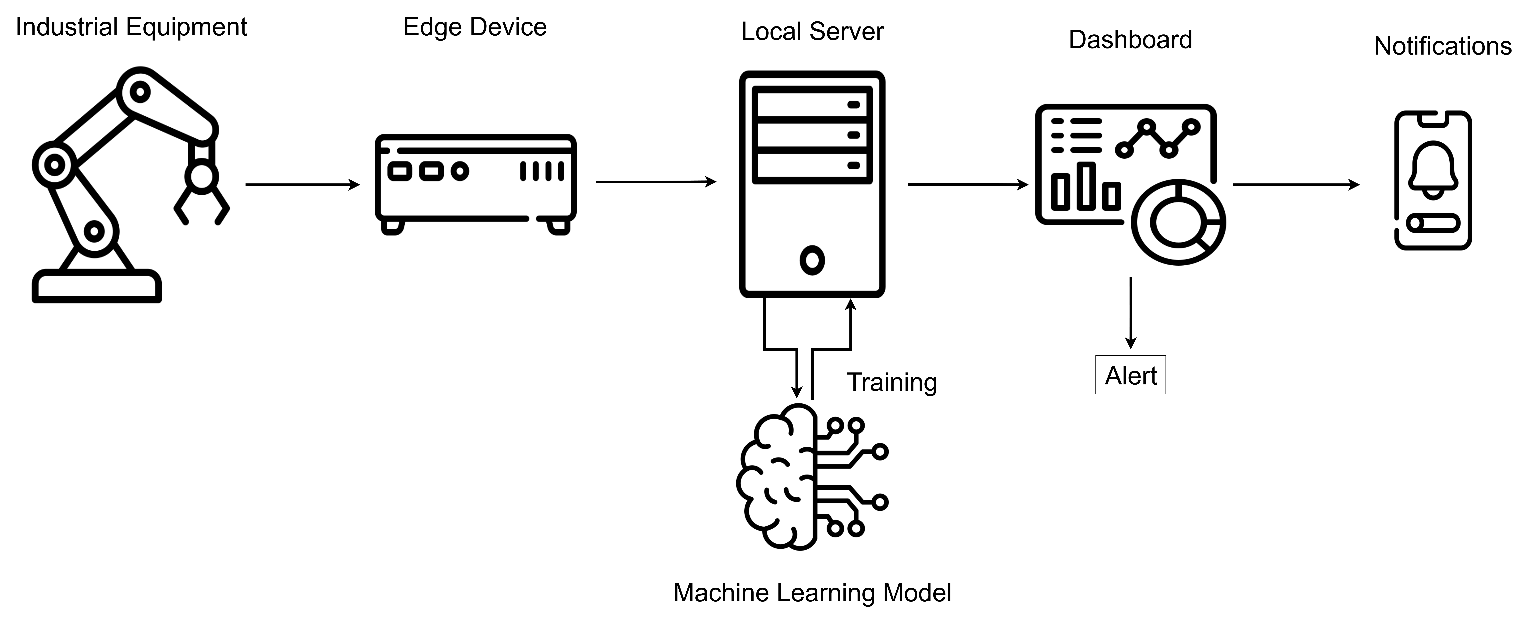 Industrial Equipment
Edge Device
Local Server
Dashboard
Notifications
Training
Alert
Machine Learning Model